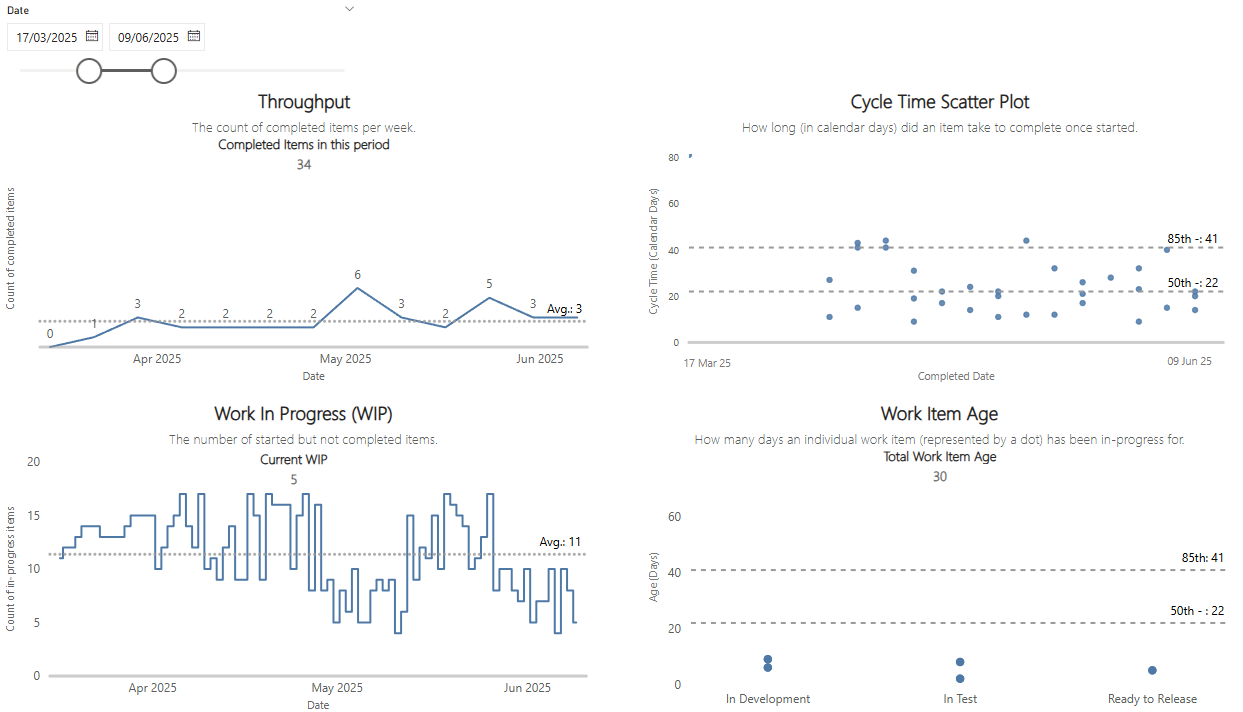 Date
17/03/2025 09/06/2025
Throughput
The count of completed items per week.
Completed Items in this period
34
Count of completed items
0 1 3 2 2 2 2 6 3 2 5 3
Avg.: 3
Apr 2025 May 2025 Jun 2025
Date
Cycle Time Scatter Plot
How long (in calendar days) did an item take to complete once started.
Cycle Time (Calendar Days)
80
60
40
20
0
85th -: 41
50th -: 22
17 Mar 25 09 Jun 25
Completed Date
Work In Progress (WIP)
The number of started but not completed items.
Current WIP
5
Count of in-progress items
20
15
10
5
0
Avg.: 11
Apr 2025 May 2025 Jun 2025
Date
Work Item Age
How many days an individual work item (represented by a dot) has been in-progress for.
Total Work Item Age
30
Age (Days)
60
40
20
0
85th: 41
50th - : 22
In Development In Test Ready to Release